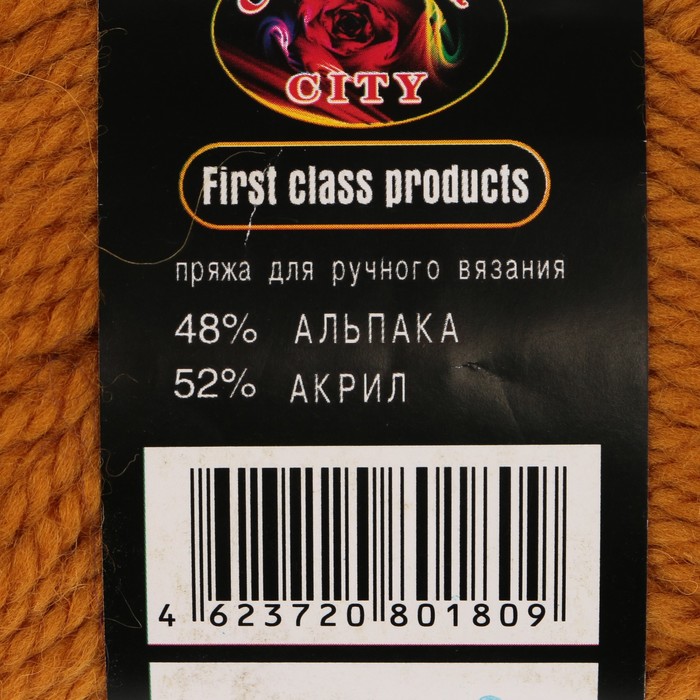 CITY
First class products
пряжа для ручного вязания
48% АЛЬПАКА
52% АКРИЛ
4 623720 801809